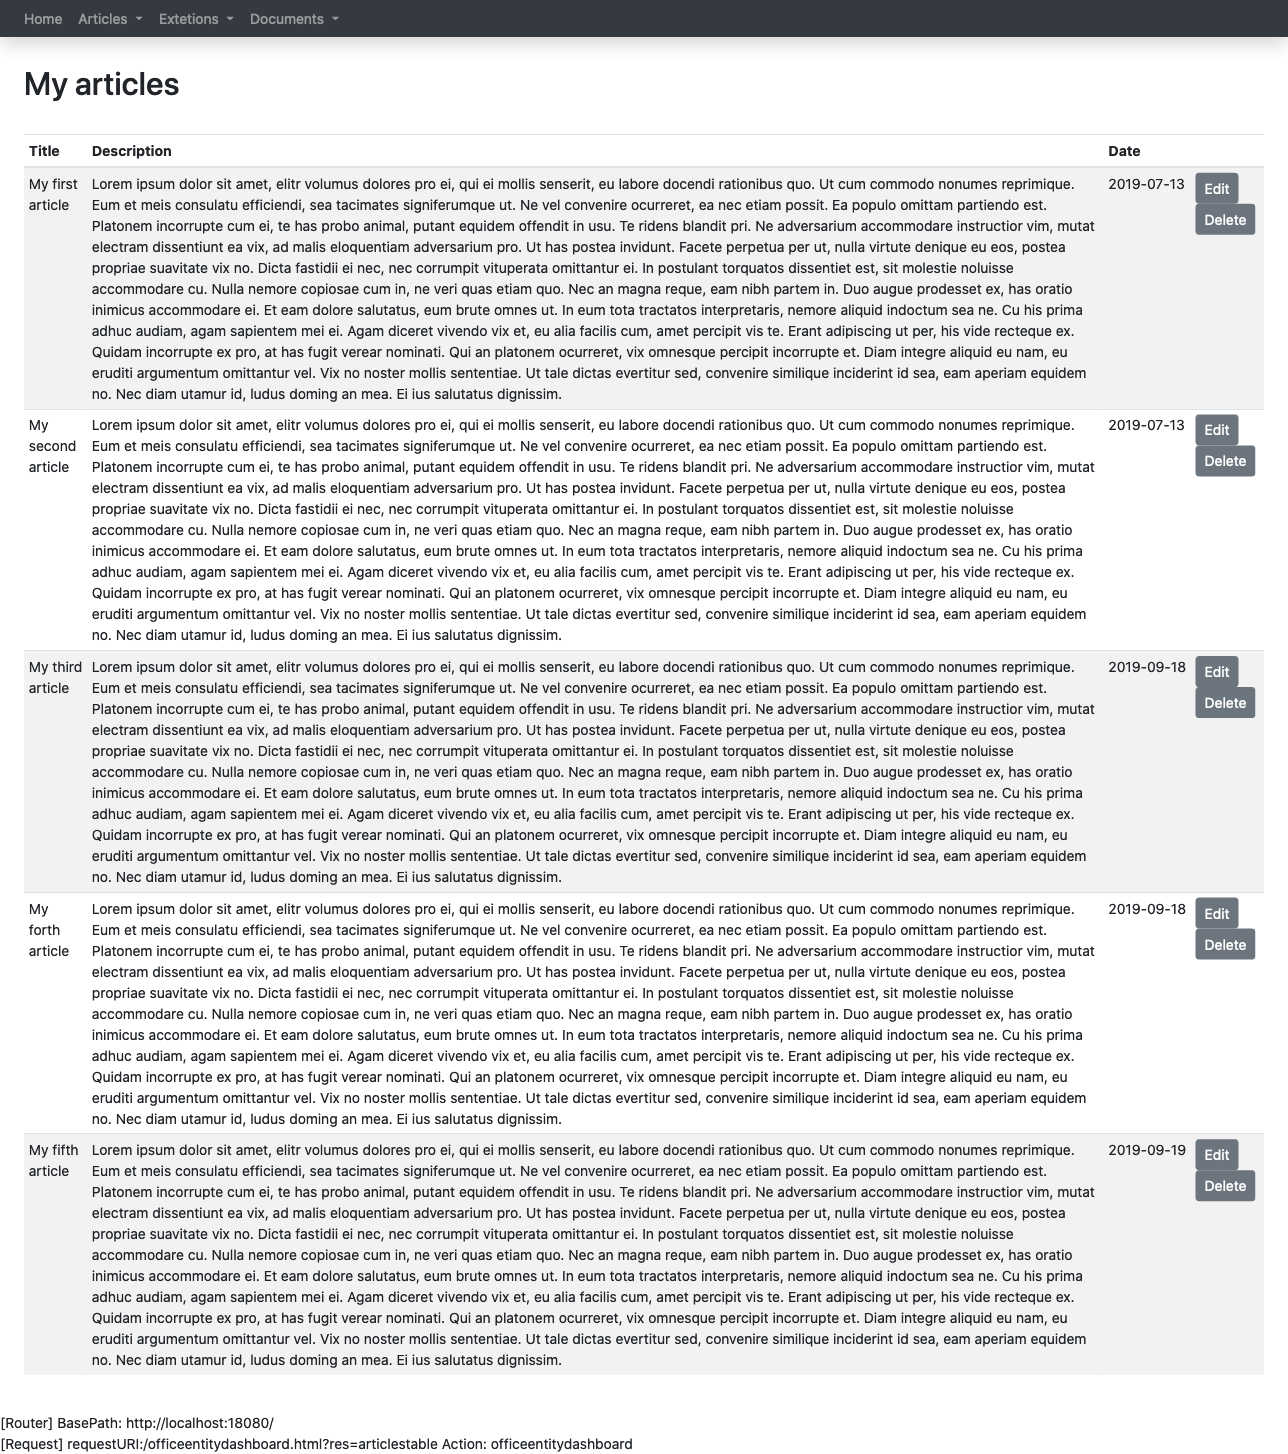 Home Articles Extetions Documents
My articles
Title Description Date
My first Lorem ipsum dolor sit amet, elitr volumus dolores pro ei, qui ei mollis senserit, eu labore docendi rationibus quo. Ut cum commodo nonumes reprimique. 2019-07-13 Edit
article Eum et meis consulatu efficiendi, sea tacimates signiferumque ut. Ne vel convenire ocurreret, ea nec etiam possit. Ea populo omittam partiendo est. Delete
Platonem incorrupte cum ei, te has probo animal, putant equidem offendit in usu. Te ridens blandit pri. Ne adversarium accommodare instructior vim, mutat
electram dissentiunt ea vix, ad malis eloquentiam adversarium pro. Ut has postea invidunt. Facete perpetua per ut, nulla virtute denique eu eos, postea
propriae suavitate vix no. Dicta fastidii ei nec, nec corrumpit vituperata omittantur ei. In postulant torquatos dissentiet est, sit molestie noluisse
accommodare cu. Nulla nemore copiosae cum in, ne veri quas etiam quo. Nec an magna reque, eam nibh partem in. Duo augue prodesset ex, has oratio
inimicus accommodare ei. Et eam dolore salutatus, eum brute omnes ut. In eum tota tractatos interpretaris, nemore aliquid indoctum sea ne. Cu his prima
adhuc audiam, agam sapientem mei ei. Agam diceret vivendo vix et, eu alia facilis cum, amet percipit vis te. Erant adipiscing ut per, his vide recteque ex.
Quidam incorrupte ex pro, at has fugit verear nominati. Qui an platonem ocurreret, vix omnesque percipit incorrupte et. Diam integre aliquid eu nam, eu
eruditi argumentum omittantur vel. Vix no noster mollis sententiae. Ut tale dictas evertitur sed, convenire similique inciderint id sea, eam aperiam equidem
no. Nec diam utamur id, ludus doming an mea. Ei ius salutatus dignissim.
My Lorem ipsum dolor sit amet, elitr volumus dolores pro ei, qui ei mollis senserit, eu labore docendi rationibus quo. Ut cum commodo nonumes reprimique. 2019-07-13 Edit
second Eum et meis consulatu efficiendi, sea tacimates signiferumque ut. Ne vel convenire ocurreret, ea nec etiam possit. Ea populo omittam partiendo est. Delete
article Platonem incorrupte cum ei, te has probo animal, putant equidem offendit in usu. Te ridens blandit pri. Ne adversarium accommodare instructior vim, mutat
electram dissentiunt ea vix, ad malis eloquentiam adversarium pro. Ut has postea invidunt. Facete perpetua per ut, nulla virtute denique eu eos, postea
propriae suavitate vix no. Dicta fastidii ei nec, nec corrumpit vituperata omittantur ei. In postulant torquatos dissentiet est, sit molestie noluisse
accommodare cu. Nulla nemore copiosae cum in, ne veri quas etiam quo. Nec an magna reque, eam nibh partem in. Duo augue prodesset ex, has oratio
inimicus accommodare ei. Et eam dolore salutatus, eum brute omnes ut. In eum tota tractatos interpretaris, nemore aliquid indoctum sea ne. Cu his prima
adhuc audiam, agam sapientem mei ei. Agam diceret vivendo vix et, eu alia facilis cum, amet percipit vis te. Erant adipiscing ut per, his vide recteque ex.
Quidam incorrupte ex pro, at has fugit verear nominati. Qui an platonem ocurreret, vix omnesque percipit incorrupte et. Diam integre aliquid eu nam, eu
eruditi argumentum omittantur vel. Vix no noster mollis sententiae. Ut tale dictas evertitur sed, convenire similique inciderint id sea, eam aperiam equidem
no. Nec diam utamur id, ludus doming an mea. Ei ius salutatus dignissim.
My third Lorem ipsum dolor sit amet, elitr volumus dolores pro ei, qui ei mollis senserit, eu labore docendi rationibus quo. Ut cum commodo nonumes reprimique. 2019-09-18 Edit
article Eum et meis consulatu efficiendi, sea tacimates signiferumque ut. Ne vel convenire ocurreret, ea nec etiam possit. Ea populo omittam partiendo est. Delete
Platonem incorrupte cum ei, te has probo animal, putant equidem offendit in usu. Te ridens blandit pri. Ne adversarium accommodare instructior vim, mutat
electram dissentiunt ea vix, ad malis eloquentiam adversarium pro. Ut has postea invidunt. Facete perpetua per ut, nulla virtute denique eu eos, postea
propriae suavitate vix no. Dicta fastidii ei nec, nec corrumpit vituperata omittantur ei. In postulant torquatos dissentiet est, sit molestie noluisse
accommodare cu. Nulla nemore copiosae cum in, ne veri quas etiam quo. Nec an magna reque, eam nibh partem in. Duo augue prodesset ex, has oratio
inimicus accommodare ei. Et eam dolore salutatus, eum brute omnes ut. In eum tota tractatos interpretaris, nemore aliquid indoctum sea ne. Cu his prima
adhuc audiam, agam sapientem mei ei. Agam diceret vivendo vix et, eu alia facilis cum, amet percipit vis te. Erant adipiscing ut per, his vide recteque ex.
Quidam incorrupte ex pro, at has fugit verear nominati. Qui an platonem ocurreret, vix omnesque percipit incorrupte et. Diam integre aliquid eu nam, eu
eruditi argumentum omittantur vel. Vix no noster mollis sententiae. Ut tale dictas evertitur sed, convenire similique inciderint id sea, eam aperiam equidem
no. Nec diam utamur id, ludus doming an mea. Ei ius salutatus dignissim.
My Lorem ipsum dolor sit amet, elitr volumus dolores pro ei, qui ei mollis senserit, eu labore docendi rationibus quo. Ut cum commodo nonumes reprimique. 2019-09-18 Edit
forth Eum et meis consulatu efficiendi, sea tacimates signiferumque ut. Ne vel convenire ocurreret, ea nec etiam possit. Ea populo omittam partiendo est. Delete
article Platonem incorrupte cum ei, te has probo animal, putant equidem offendit in usu. Te ridens blandit pri. Ne adversarium accommodare instructior vim, mutat
electram dissentiunt ea vix, ad malis eloquentiam adversarium pro. Ut has postea invidunt. Facete perpetua per ut, nulla virtute denique eu eos, postea
propriae suavitate vix no. Dicta fastidii ei nec, nec corrumpit vituperata omittantur ei. In postulant torquatos dissentiet est, sit molestie noluisse
accommodare cu. Nulla nemore copiosae cum in, ne veri quas etiam quo. Nec an magna reque, eam nibh partem in. Duo augue prodesset ex, has oratio
inimicus accommodare ei. Et eam dolore salutatus, eum brute omnes ut. In eum tota tractatos interpretaris, nemore aliquid indoctum sea ne. Cu his prima
adhuc audiam, agam sapientem mei ei. Agam diceret vivendo vix et, eu alia facilis cum, amet percipit vis te. Erant adipiscing ut per, his vide recteque ex.
Quidam incorrupte ex pro, at has fugit verear nominati. Qui an platonem ocurreret, vix omnesque percipit incorrupte et. Diam integre aliquid eu nam, eu
eruditi argumentum omittantur vel. Vix no noster mollis sententiae. Ut tale dictas evertitur sed, convenire similique inciderint id sea, eam aperiam equidem
no. Nec diam utamur id, ludus doming an mea. Ei ius salutatus dignissim.
My fifth Lorem ipsum dolor sit amet, elitr volumus dolores pro ei, qui ei mollis senserit, eu labore docendi rationibus quo. Ut cum commodo nonumes reprimique. 2019-09-19 Edit
article Eum et meis consulatu efficiendi, sea tacimates signiferumque ut. Ne vel convenire ocurreret, ea nec etiam possit. Ea populo omittam partiendo est. Delete
Platonem incorrupte cum ei, te has probo animal, putant equidem offendit in usu. Te ridens blandit pri. Ne adversarium accommodare instructior vim, mutat
electram dissentiunt ea vix, ad malis eloquentiam adversarium pro. Ut has postea invidunt. Facete perpetua per ut, nulla virtute denique eu eos, postea
propriae suavitate vix no. Dicta fastidii ei nec, nec corrumpit vituperata omittantur ei. In postulant torquatos dissentiet est, sit molestie noluisse
accommodare cu. Nulla nemore copiosae cum in, ne veri quas etiam quo. Nec an magna reque, eam nibh partem in. Duo augue prodesset ex, has oratio
inimicus accommodare ei. Et eam dolore salutatus, eum brute omnes ut. In eum tota tractatos interpretaris, nemore aliquid indoctum sea ne. Cu his prima
adhuc audiam, agam sapientem mei ei. Agam diceret vivendo vix et, eu alia facilis cum, amet percipit vis te. Erant adipiscing ut per, his vide recteque ex.
Quidam incorrupte ex pro, at has fugit verear nominati. Qui an platonem ocurreret, vix omnesque percipit incorrupte et. Diam integre aliquid eu nam, eu
eruditi argumentum omittantur vel. Vix no noster mollis sententiae. Ut tale dictas evertitur sed, convenire similique inciderint id sea, eam aperiam equidem
no. Nec diam utamur id, ludus doming an mea. Ei ius salutatus dignissim.
[Router] BasePath: http://localhost:18080/
[Request] requestURI:/officeentitydashboard.html?res=articlestable Action: officeentitydashboard